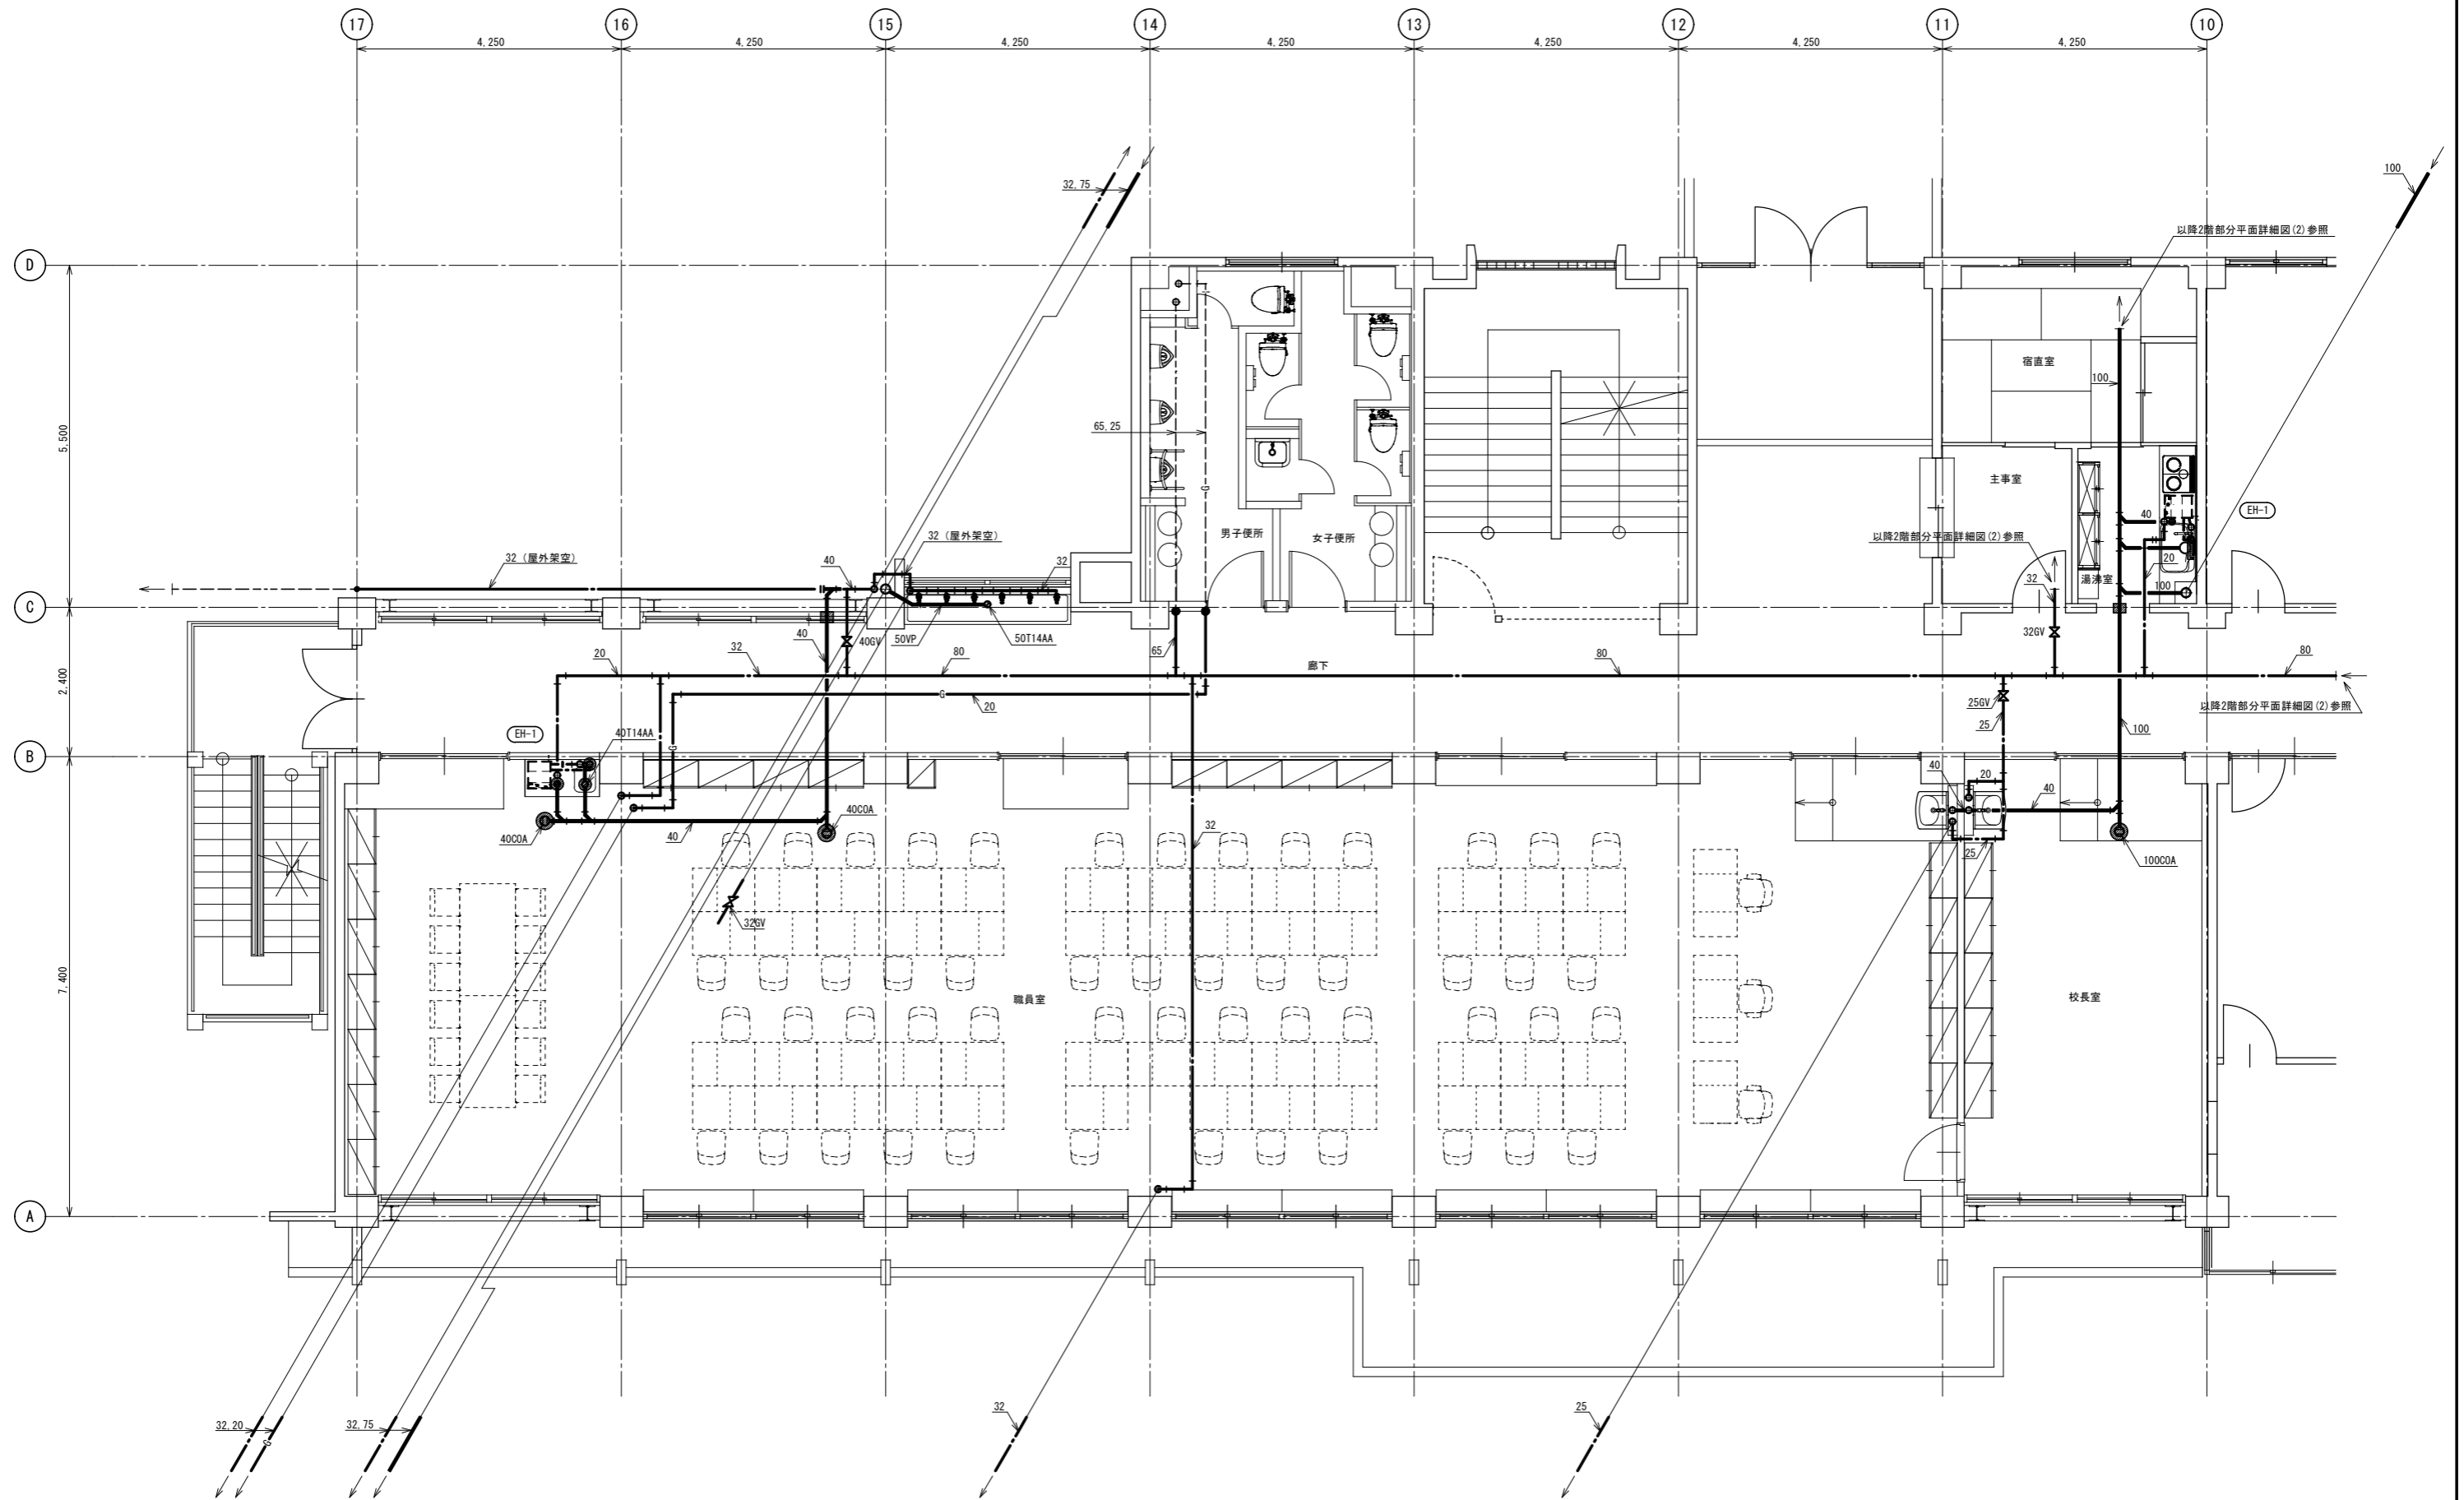 17
16
15
14
13
12
11
10
4,250
4,250
4,250
4,250
4,250
4,250
4,250
32,75
100
以降2階部分平面詳細図(2)参照
D
宿直室
100
65,25
5,500
G
主事室
40
EH-1
男子便所
女子便所
32 (屋外架空)
以降2階部分平面詳細図(2)参照
32 (屋外架空)
40
32
20
湯沸室
32
100
C
40
40GV
50VP
50T14AA
32GV
65
20
32
80
廊下
80
80
2,400
G
20
25GV
以降2階部分平面詳細図(2)参照
25
100
EH-1
40T14AA
G
B
40
20
40
40COA
40COA
40
32
25
100COA
32GV
7,400
職員室
校長室
A
32,20
32,75
32
25
G